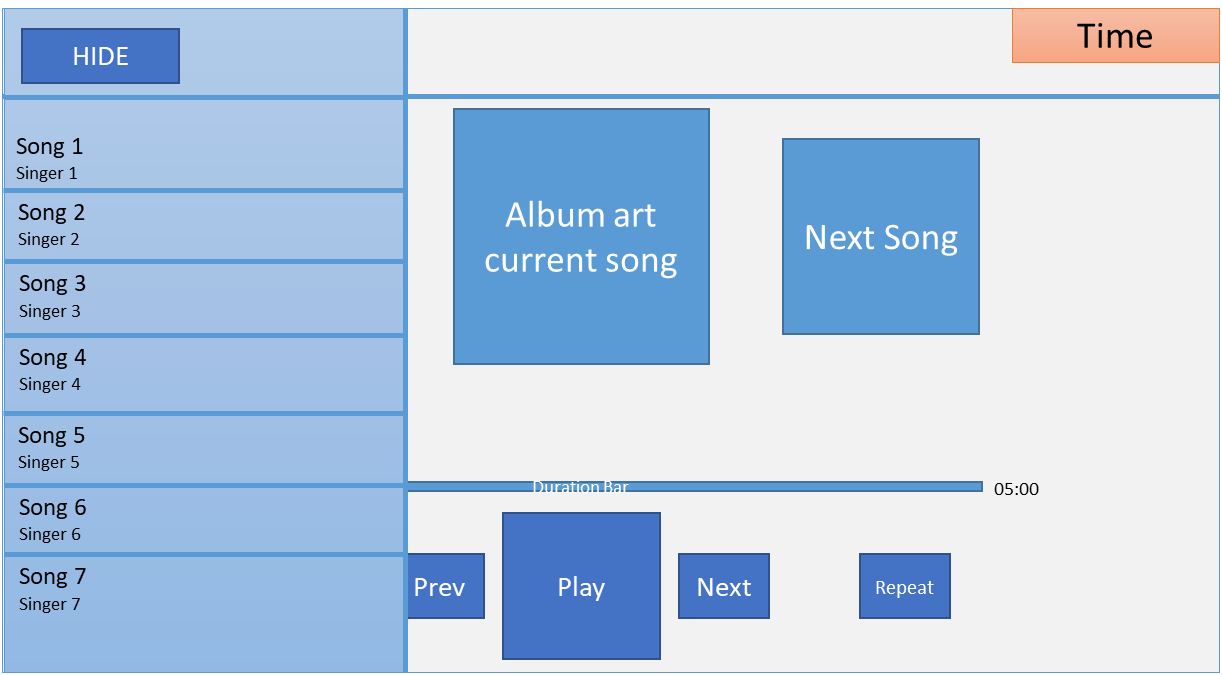 HIDE
Time
Song 1
Singer 1
Song 2
Singer 2
Song 3
Singer 3
Song 4
Singer 4
Song 5
Singer 5
Song 6
Singer 6
Song 7
Singer 7
Album art
current song
Next Song
Duration Bar
05:00
Prev
Play
Next
Repeat